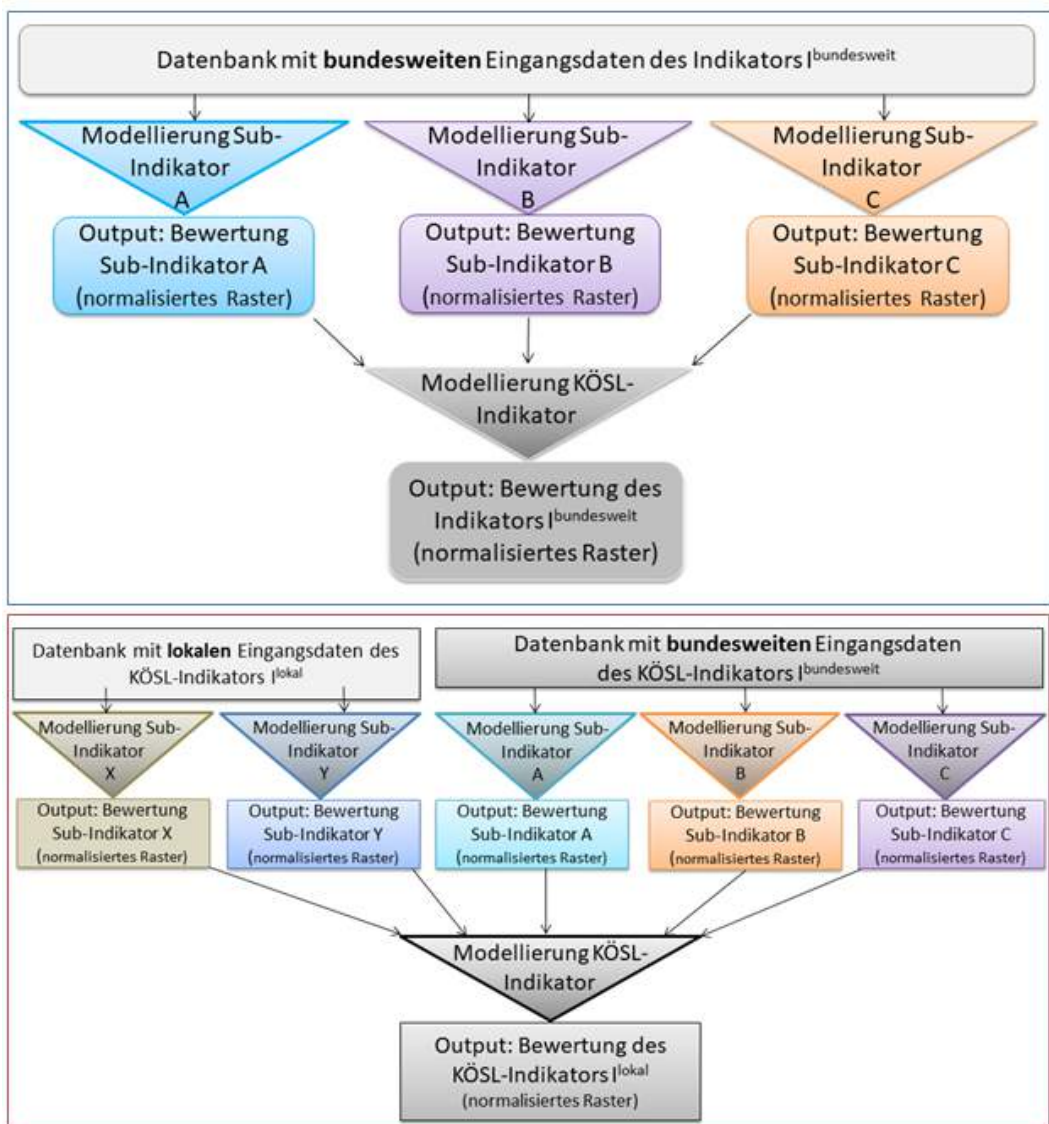 Datenbank mit bundesweiten Eingangsdaten des Indikators I^bundesweit
Modellierung Sub-
Indikator
A
Modellierung Sub-
Indikator
B
Modellierung Sub-
Indikator
C
Output: Bewertung
Sub-Indikator A
(normalisiertes Raster)
Output: Bewertung
Sub-Indikator B
(normalisiertes Raster)
Output: Bewertung
Sub-Indikator C
(normalisiertes Raster)
Modellierung KÖSL-
Indikator
Output: Bewertung des
Indikators I^bundesweit
(normalisiertes Raster)
Datenbank mit lokalen Eingangsdaten des
KÖSL-Indikators I^lokal
Datenbank mit bundesweiten Eingangsdaten
des KÖSL-Indikators I^bundesweit
Modellierung Sub-
Indikator
X
Modellierung Sub-
Indikator
Y
Modellierung Sub-
Indikator
A
Modellierung Sub-
Indikator
B
Modellierung Sub-
Indikator
C
Output: Bewertung
Sub-Indikator X
(normalisiertes Raster)
Output: Bewertung
Sub-Indikator Y
(normalisiertes Raster)
Output: Bewertung
Sub-Indikator A
(normalisiertes Raster)
Output: Bewertung
Sub-Indikator B
(normalisiertes Raster)
Output: Bewertung
Sub-Indikator C
(normalisiertes Raster)
Modellierung KÖSL-
Indikator
Output: Bewertung des
KÖSL-Indikators I^lokal
(normalisiertes Raster)